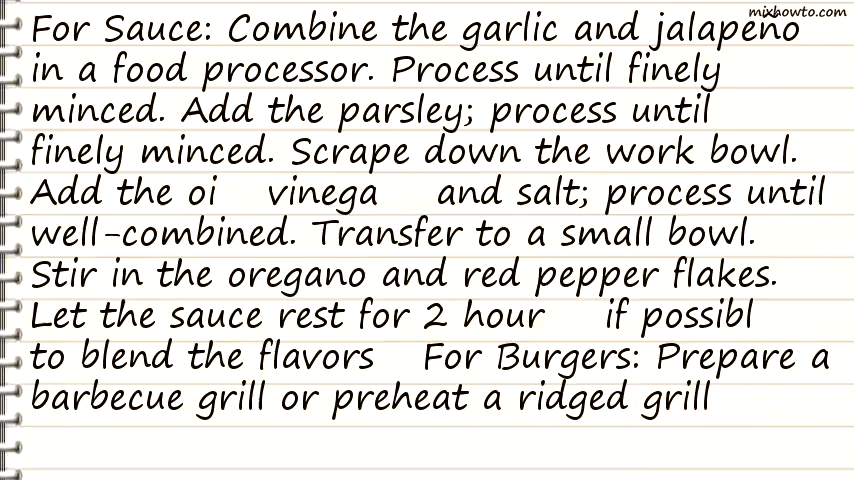 mixhowto.com
For Sauce: Combine the garlic and jalapeño
in a food processor. Process until finely
minced. Add the parsley; process until
finely minced. Scrape down the work bowl.
Add the oi vinega and salt; process until
well-combined. Transfer to a small bowl.
Stir in the oregano and red pepper flakes.
Let the sauce rest for 2 hour if possibl
to blend the flavors For Burgers: Prepare a
barbecue grill or preheat a ridged grill